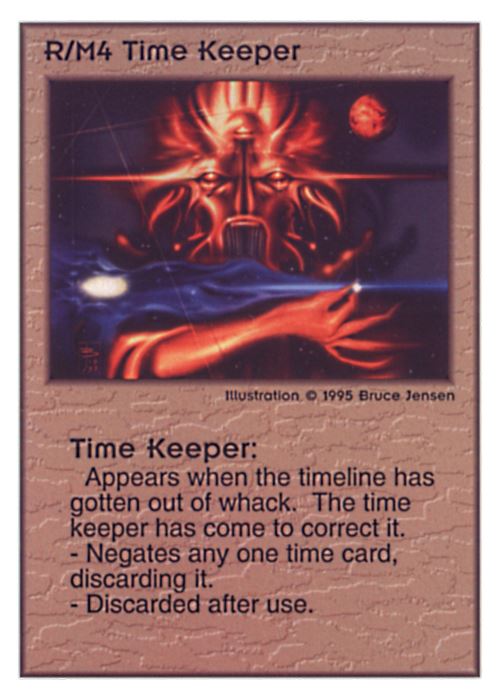 R/M4 Time Keeper
Illustration © 1995 Bruce Jensen
Time Keeper:
Appears when the timeline has
gotten out of whack. The time
keeper has come to correct it.
- Negates any one time card,
discarding it.
- Discarded after use.